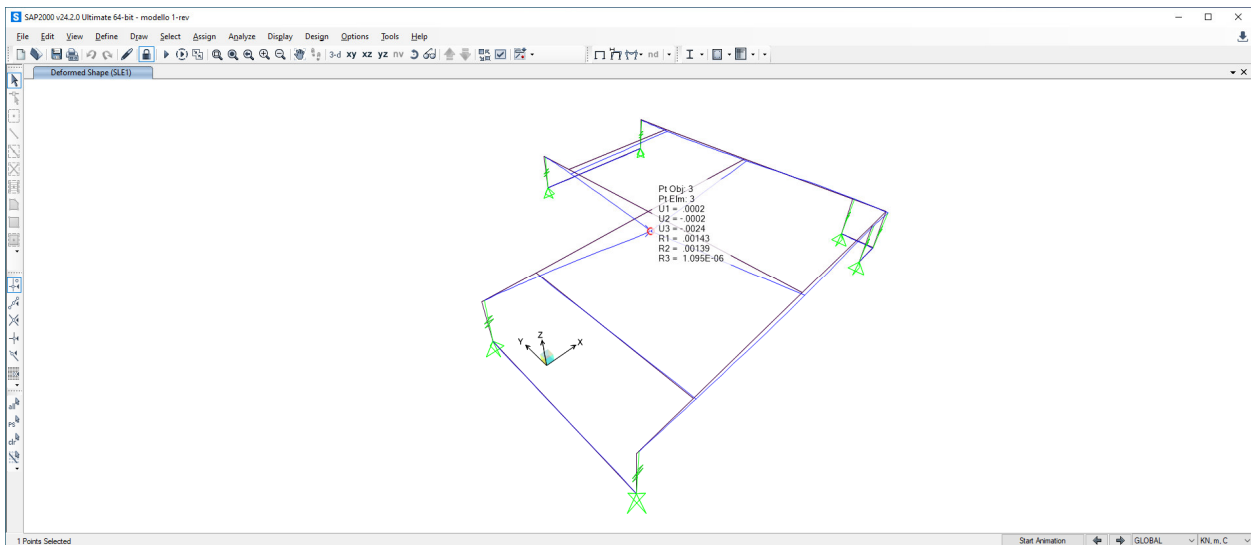 SAP2000 v24.2.0 Ultimate 64-bit - modello 1-rev
File Edit View Define Draw Select Assign Analyze Display Design Options Tools Help
3-d xy xz yz nv nd
Deformed Shape (SLE1)
Pt Obj: 3
Pt Elm: 3
U1 = .0002
U2 = -.0002
U3 = -.0024
R1 = .00143
R2 = .00139
R3 = 1.095E-06
Y Z X
all
PS
clr
1 Points Selected
Start Animation GLOBAL KN, m, C